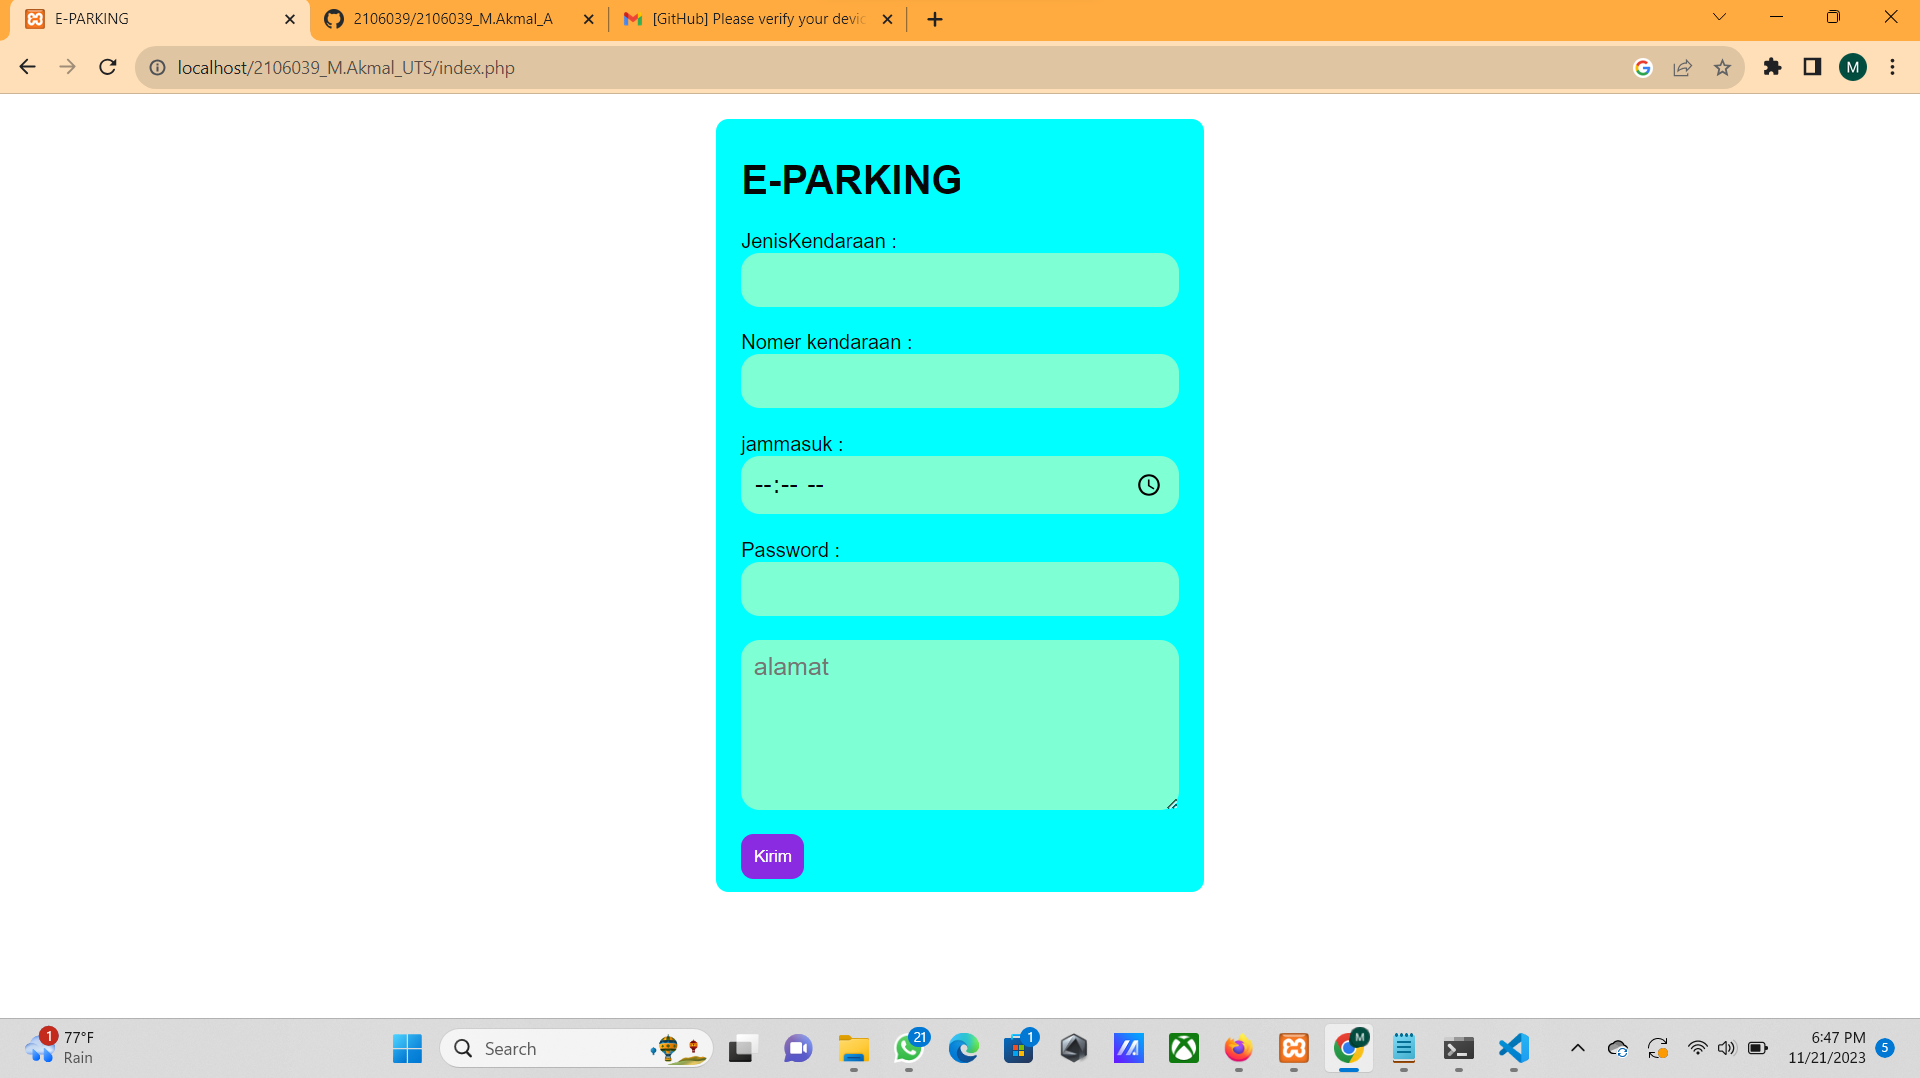 E-PARKING
2106039/2106039_M.Akmal_A
[GitHub] Please verify your devic
localhost/2106039_M.Akmal_UTS/index.php
M
E-PARKING
JenisKendaraan :
Nomer kendaraan :
jammasuk :
--:-- --
Password :
alamat
Kirim
1
77°F
Rain
Search
21
1
M
6:47 PM
11/21/2023
5